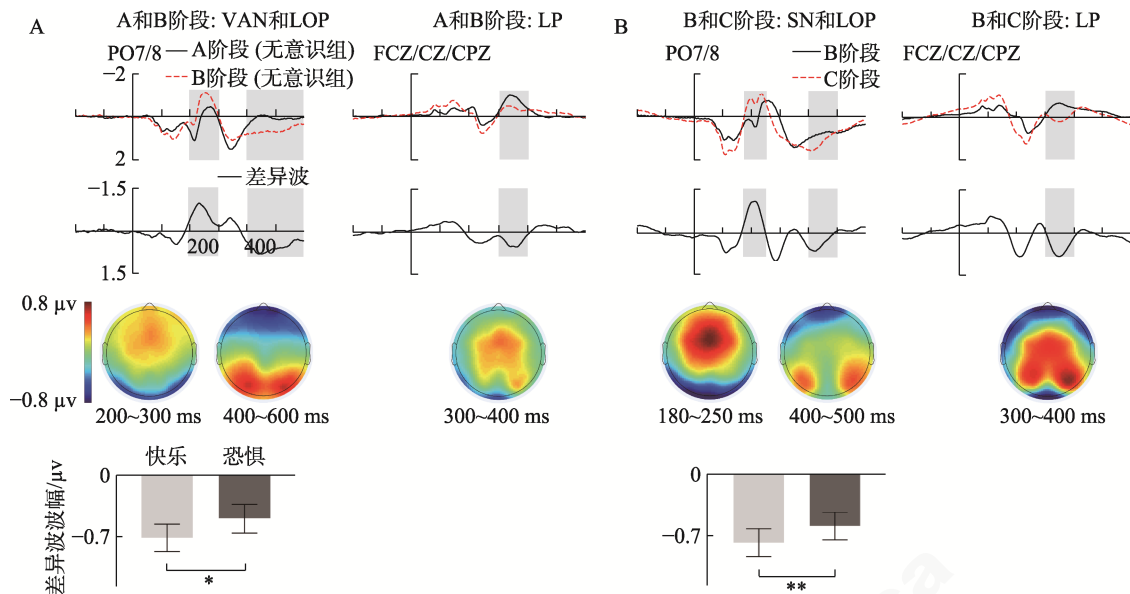 A
A和B阶段: VAN和LOP
A和B阶段: LP
B
B和C阶段: SN和LOP
B和C阶段: LP
PO7/8
A阶段 (无意识组)
B阶段 (无意识组)
FCZ/CZ/CPZ
PO7/8
B阶段
C阶段
FCZ/CZ/CPZ
−2
2
−1.5
差异波
200
400
1.5
0.8 μv
−0.8 μv
200~300 ms
400~600 ms
300~400 ms
180~250 ms
400~500 ms
300~400 ms
快乐
恐惧
差异波波幅/μv
0
−0.7
*
0
−0.7
**